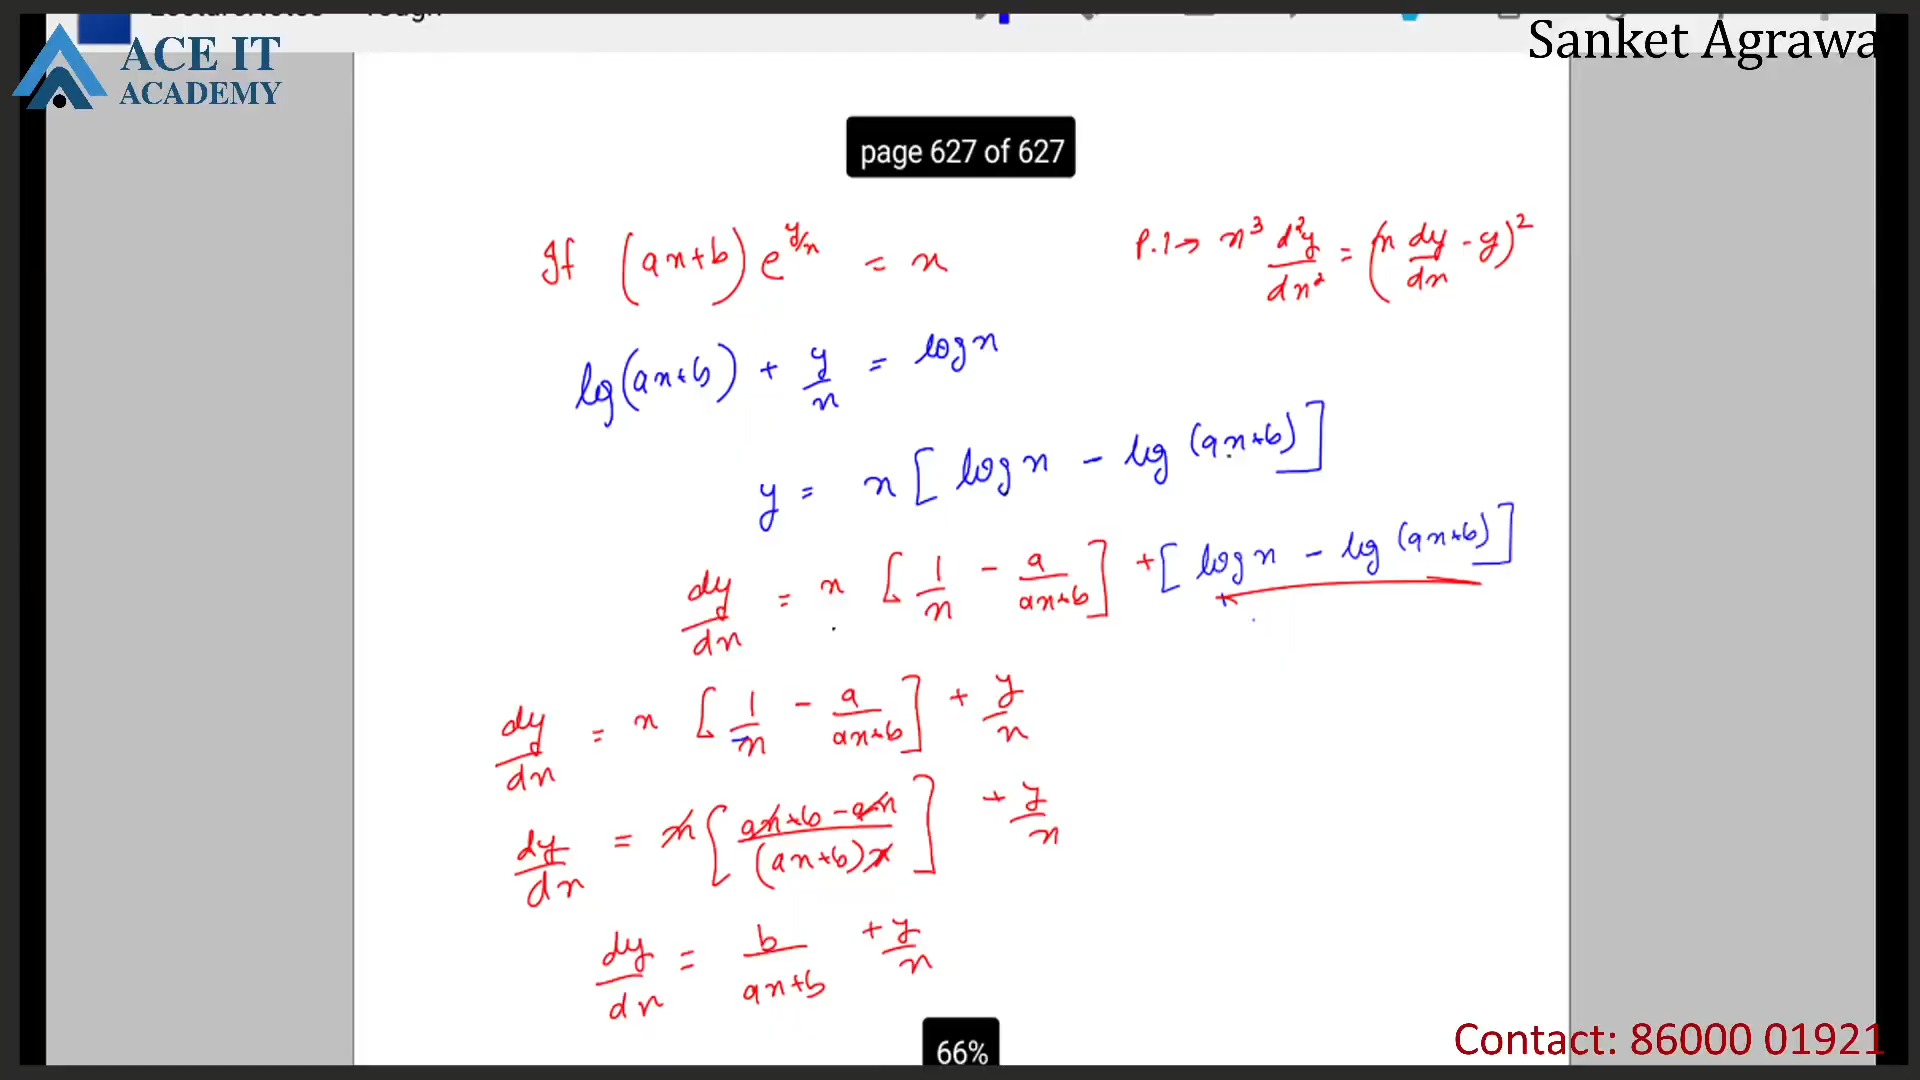 ACE IT
ACADEMY
Sanket Agrawa
page 627 of 627
If (ax+b) e^{y/x} = x
P.T→ x³ d²y/dx² = (x dy/dx - y)²
log(ax+b) + y/x = log x
y = x [ log x - log (ax+b) ]
dy/dx = x [ 1/x - a/ax+b ] + [ log x - log (ax+b) ]
dy/dx = x [ 1/x - a/ax+b ] + y/x
dy/dx = x [ ax+b-ax/(ax+b)x ] + y/x
dy/dx = b/ax+b + y/x
66%
Contact: 86000 01921